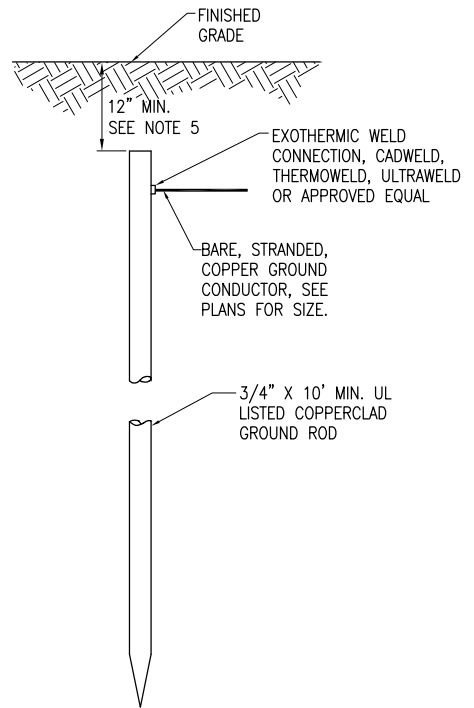 FINISHED
GRADE
12" MIN.
SEE NOTE 5
EXOTHERMIC WELD
CONNECTION, CADWELD,
THERMOWELD, ULTRAWELD
OR APPROVED EQUAL
BARE, STRANDED,
COPPER GROUND
CONDUCTOR, SEE
PLANS FOR SIZE.
3/4" X 10' MIN. UL
LISTED COPPERCLAD
GROUND ROD